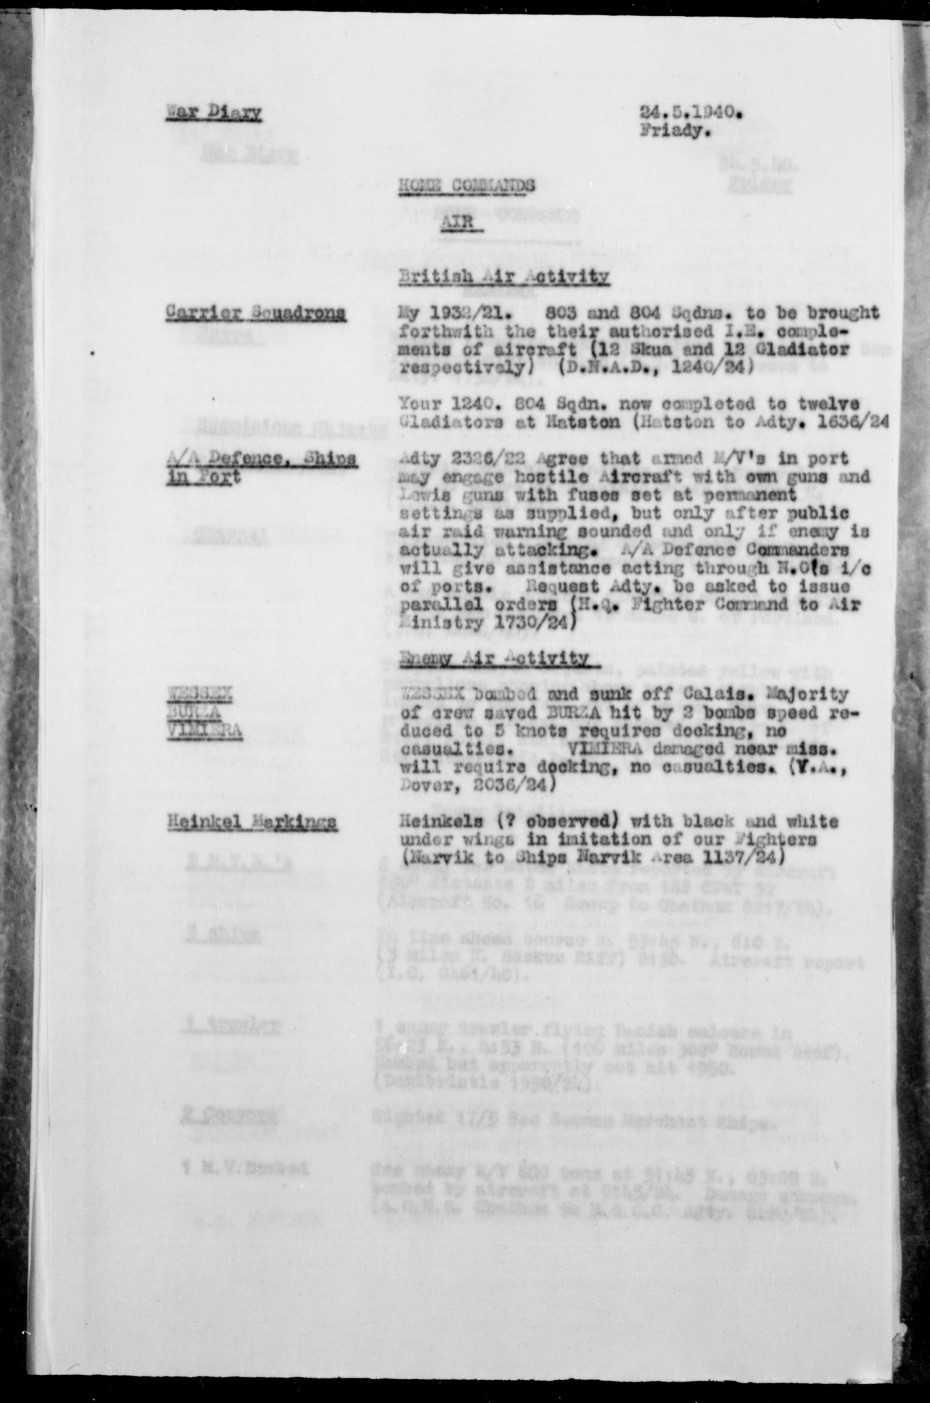 War Diary
24.5.1940.
Friady.
HOME COMMANDS
AIR
British Air Activity
Carrier Squadrons
My 1932/21. 803 and 804 Sqdns. to be brought
forthwith the their authorised I.E. comple-
ments of aircraft (12 Skua and 12 Gladiator
respectively) (D.N.A.D., 1240/24)
Your 1240. 804 Sqdn. now completed to twelve
Gladiators at Hatston (Hatston to Adty. 1636/24
A/A Defence, Ships
in Port
Adty 2326/22 Agree that armed M/V's in port
may engage hostile Aircraft with own guns and
Lewis guns with fuses set at permanent
settings as supplied, but only after public
air raid warning sounded and only if enemy is
actually attacking. A/A Defence Commanders
will give assistance acting through N.O's i/c
of ports. Request Adty. be asked to issue
parallel orders (H.Q. Fighter Command to Air
Ministry 1730/24)
Enemy Air Activity
WESSEX
BURZA
VIMIERA
WESSEX bombed and sunk off Calais. Majority
of crew saved BURZA hit by 2 bombs speed re-
duced to 5 knots requires docking, no
casualties. VIMIERA damaged near miss.
will require docking, no casualties. (V.A.,
Dover, 2036/24)
Heinkel Markings
Heinkels (? observed) with black and white
under wings in imitation of our Fighters
(Narvik to Ships Narvik Area 1137/24)